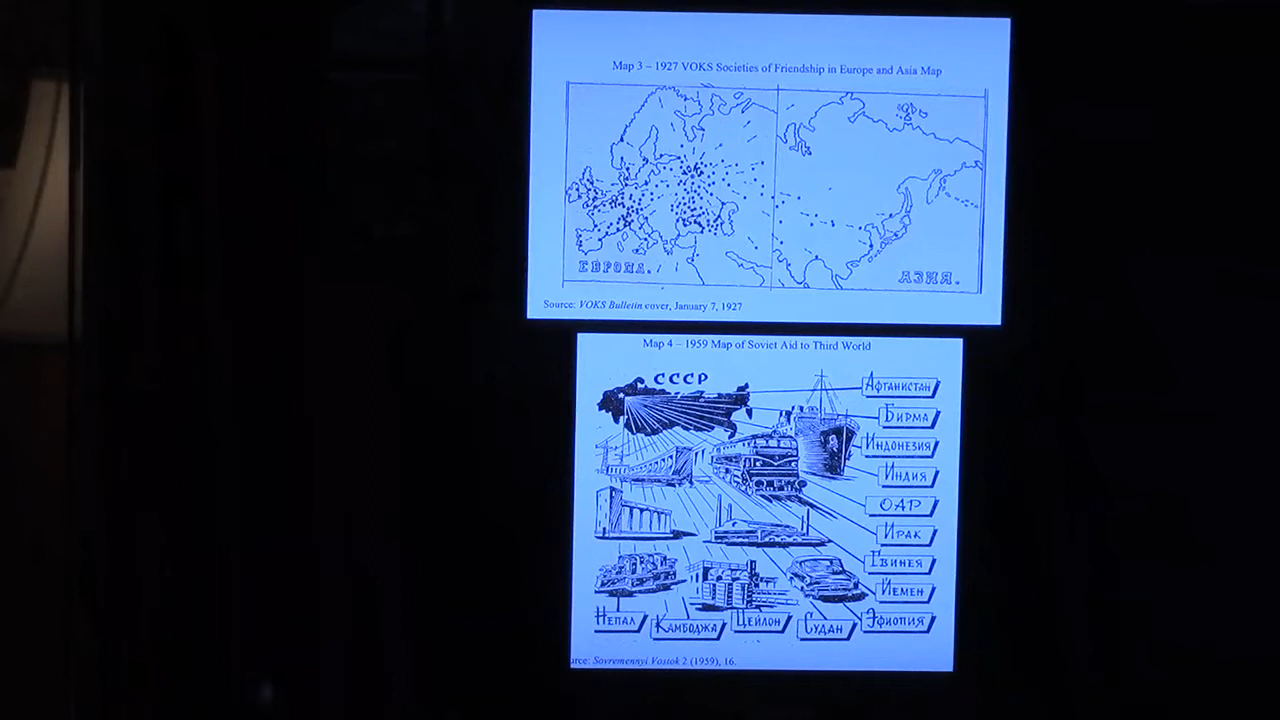 Map 3 – 1927 VOKS Societies of Friendship in Europe and Asia Map
ЕВРОПА.
АЗИЯ.
Source: VOKS Bulletin cover, January 7, 1927
Map 4 – 1959 Map of Soviet Aid to Third World
СССР
Афганистан
Бирма
Индонезия
Индия
ОАР
Ирак
Гвинея
Йемен
Эфиопия
Непал
Камбоджа
Цейлон
Судан
urce: Sovremennyi Vostok 2 (1959), 16.